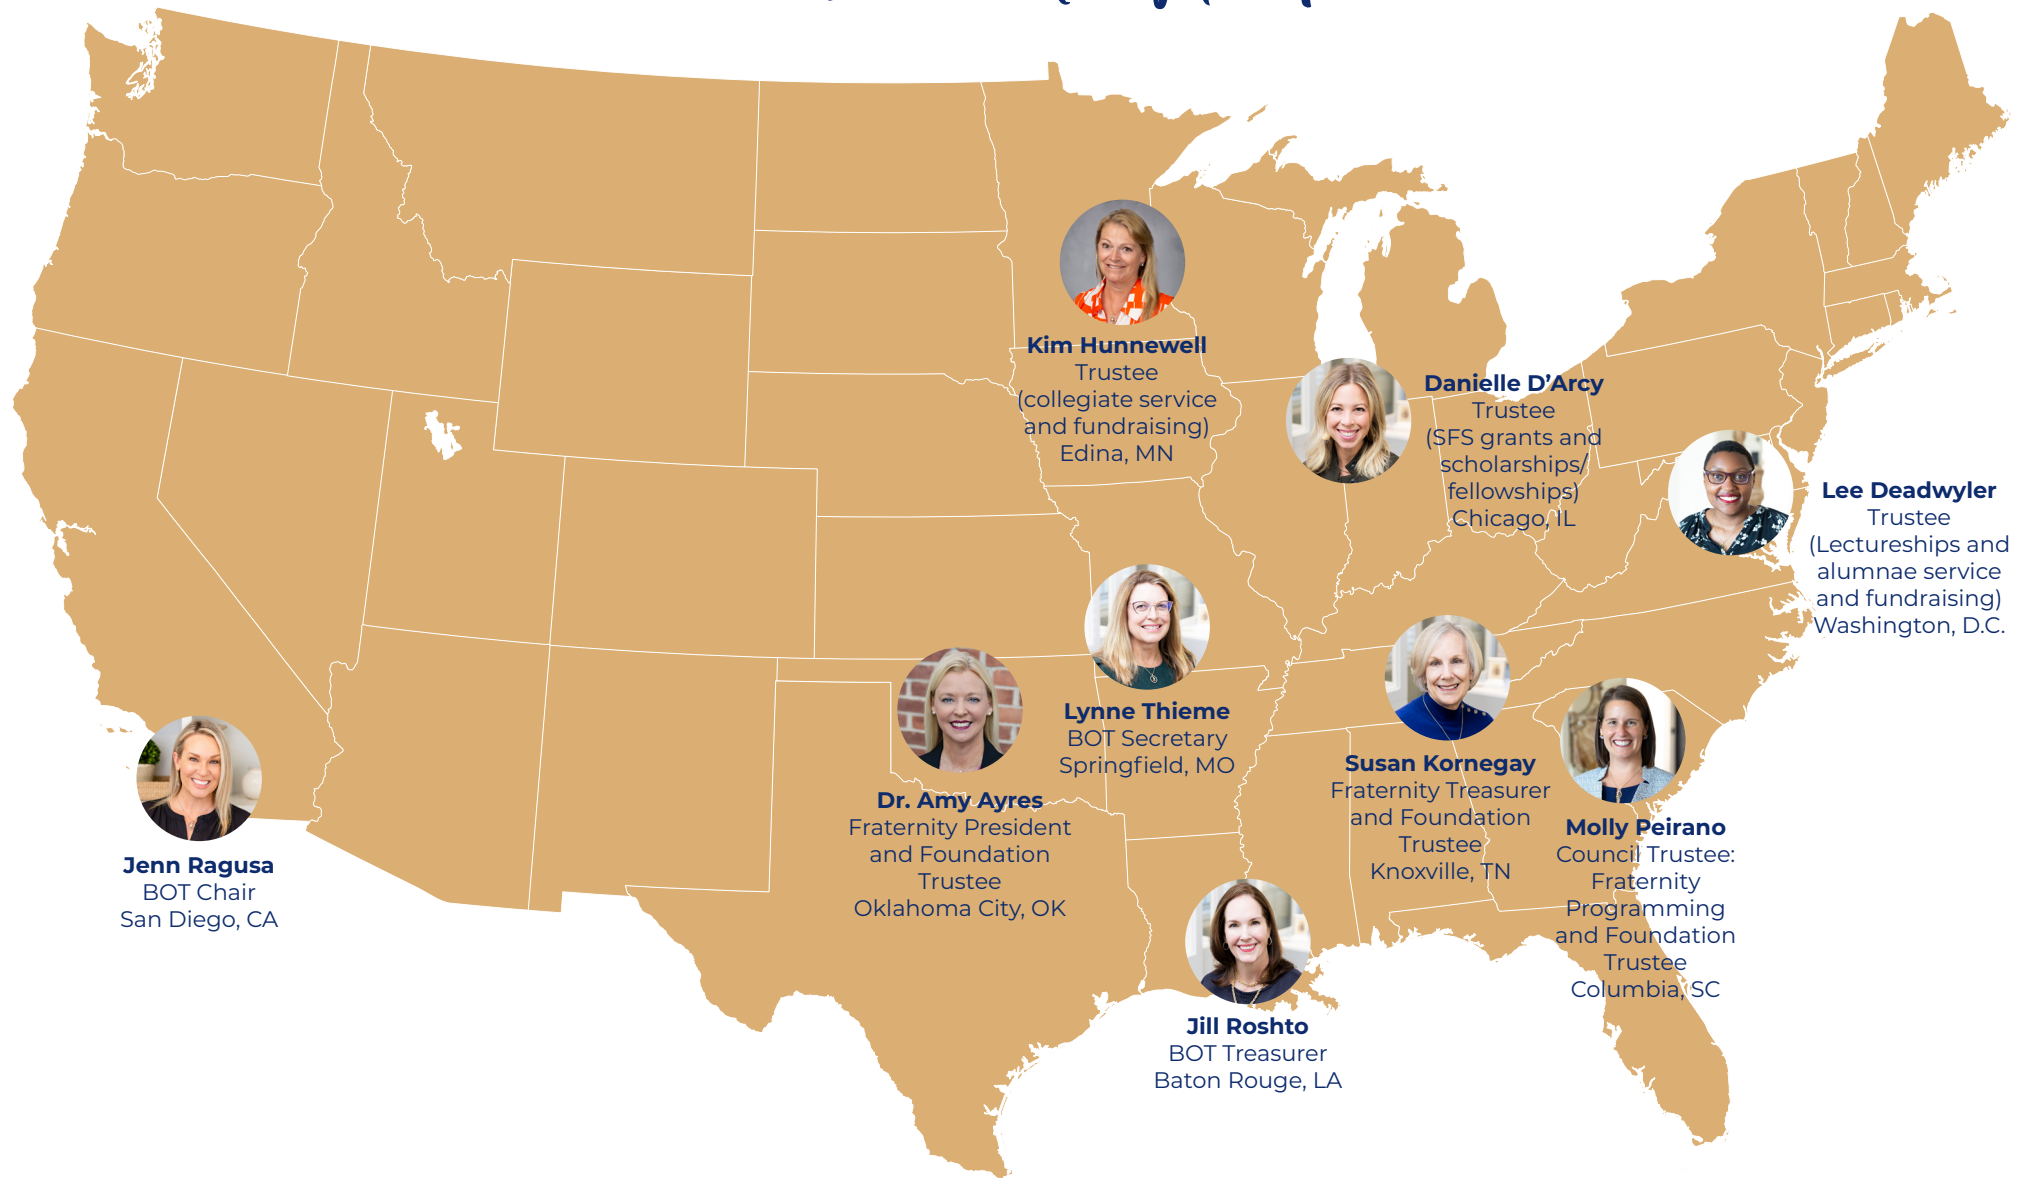 Kim Hunnewell
Trustee
(collegiate service
and fundraising)
Edina, MN
Danielle D’Arcy
Trustee
(SFS grants and
scholarships/
fellowships)
Chicago, IL
Lee Deadwyler
Trustee
(Lectureships and
alumnae service
and fundraising)
Washington, D.C.
Lynne Thieme
BOT Secretary
Springfield, MO
Susan Kornegay
Fraternity Treasurer
and Foundation
Trustee
Knoxville, TN
Dr. Amy Ayres
Fraternity President
and Foundation
Trustee
Oklahoma City, OK
Molly Peirano
Council Trustee:
Fraternity
Programming
and Foundation
Trustee
Columbia, SC
Jenn Ragusa
BOT Chair
San Diego, CA
Jill Roshto
BOT Treasurer
Baton Rouge, LA